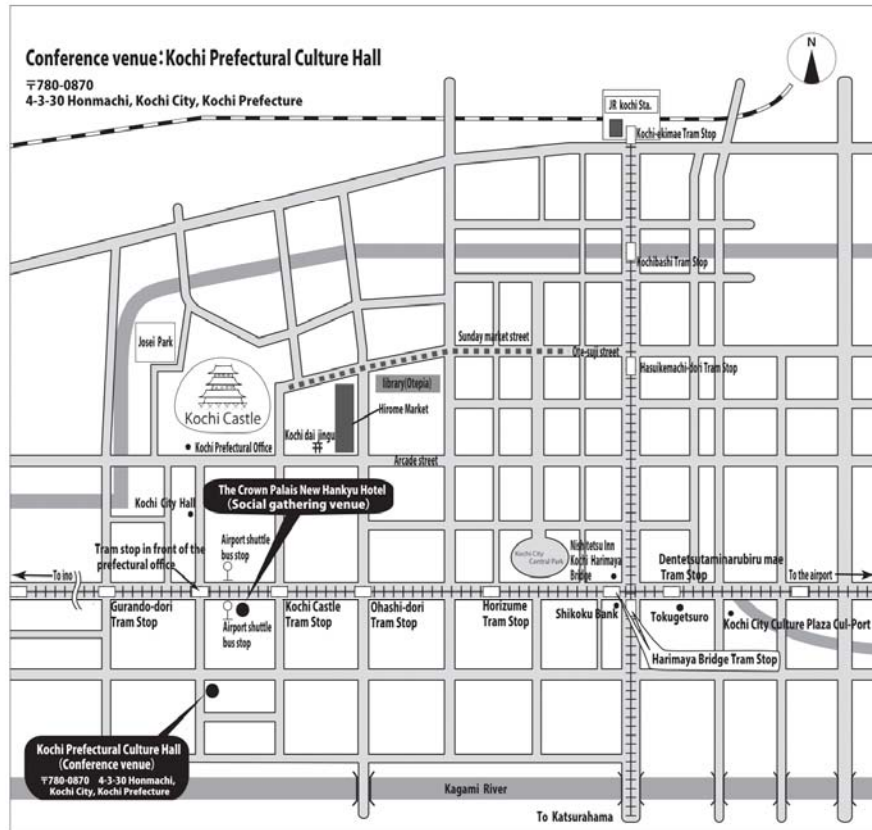 Conference venue:Kochi Prefectural Culture Hall
〒780-0870
4-3-30 Honmachi, Kochi City, Kochi Prefecture
N
JR kochi Sta.
Kochi-ekimae Tram Stop
Kochibashi Tram Stop
Sunday market street
Ote-suji street
Hasuikemachi-dori Tram Stop
Josei Park
Kochi Castle
library(Otepia)
Hirome Market
Kochi dai jingu
Kochi Prefectural Office
Arcade street
The Crown Palais New Hankyu Hotel
(Social gathering venue)
Kochi City Hall
Tram stop in front of the
prefectural office
Airport shuttle
bus stop
Kochi City
Central Park
Nishitetsu Inn
Kochi Harimaya
Bridge
Dentetsutaminarubiru mae
Tram Stop
To ino
To the airport
Gurando-dori
Tram Stop
Airport shuttle
bus stop
Kochi Castle
Tram Stop
Ohashi-dori
Tram Stop
Horizume
Tram Stop
Shikoku Bank
Tokugetsuro
Kochi City Culture Plaza Cul-Port
Harimaya Bridge Tram Stop
Kochi Prefectural Culture Hall
(Conference venue)
〒780-0870 4-3-30 Honmachi,
Kochi City, Kochi Prefecture
Kagami River
To Katsurahama